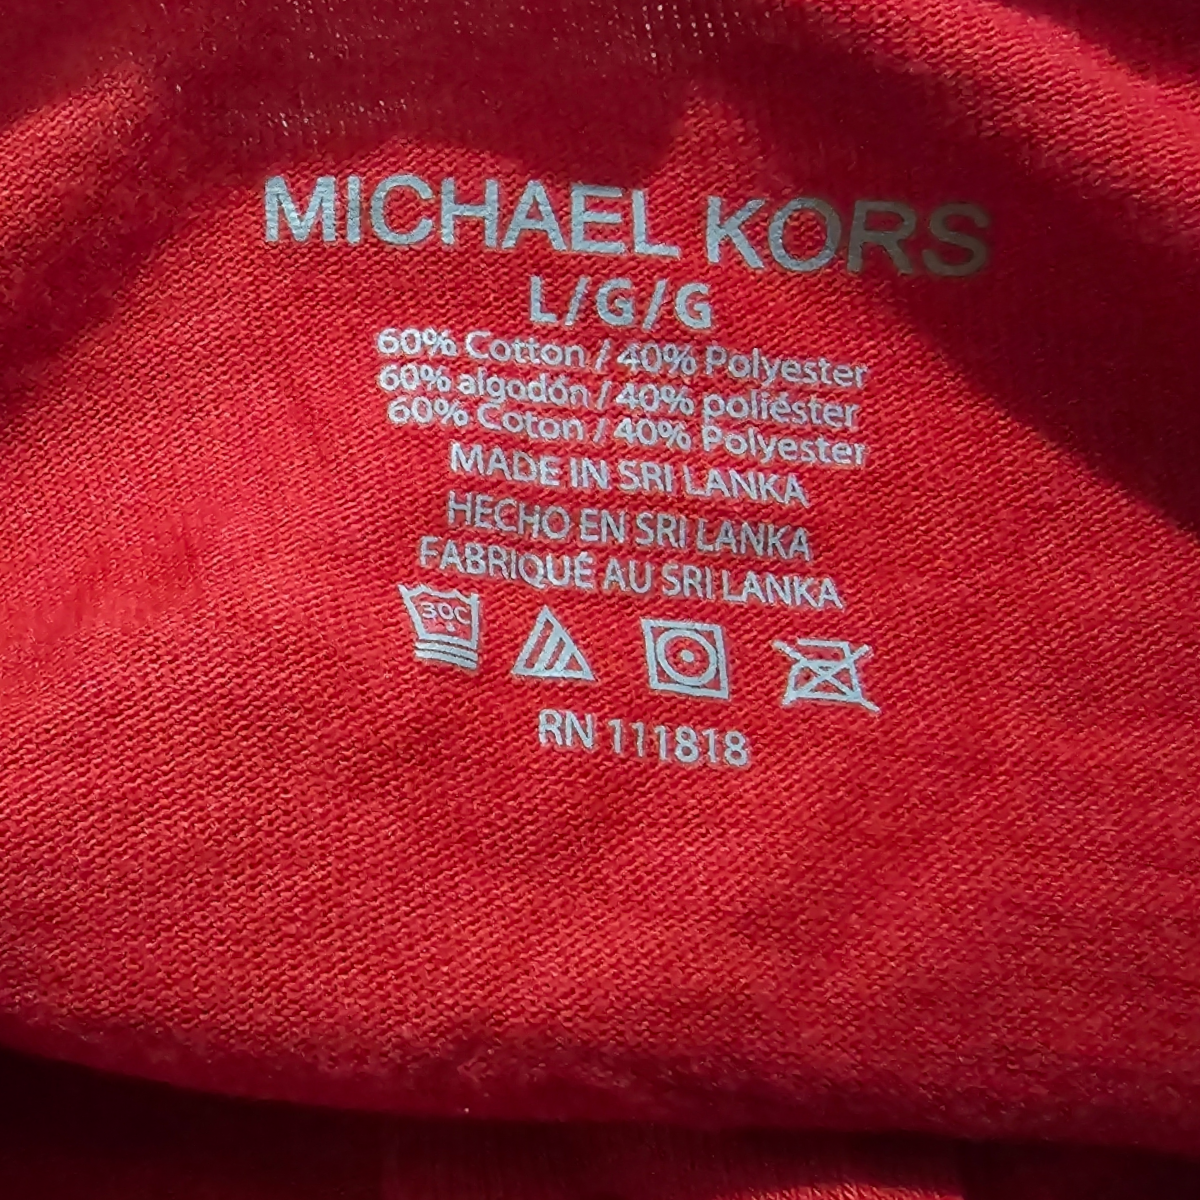 MICHAEL KORS
L/G/G
60% Cotton / 40% Polyester
60% algodón / 40% poliéster
60% Coton / 40% Polyester
MADE IN SRI LANKA
HECHO EN SRI LANKA
FABRIQUÉ AU SRI LANKA
30C
RN 111818